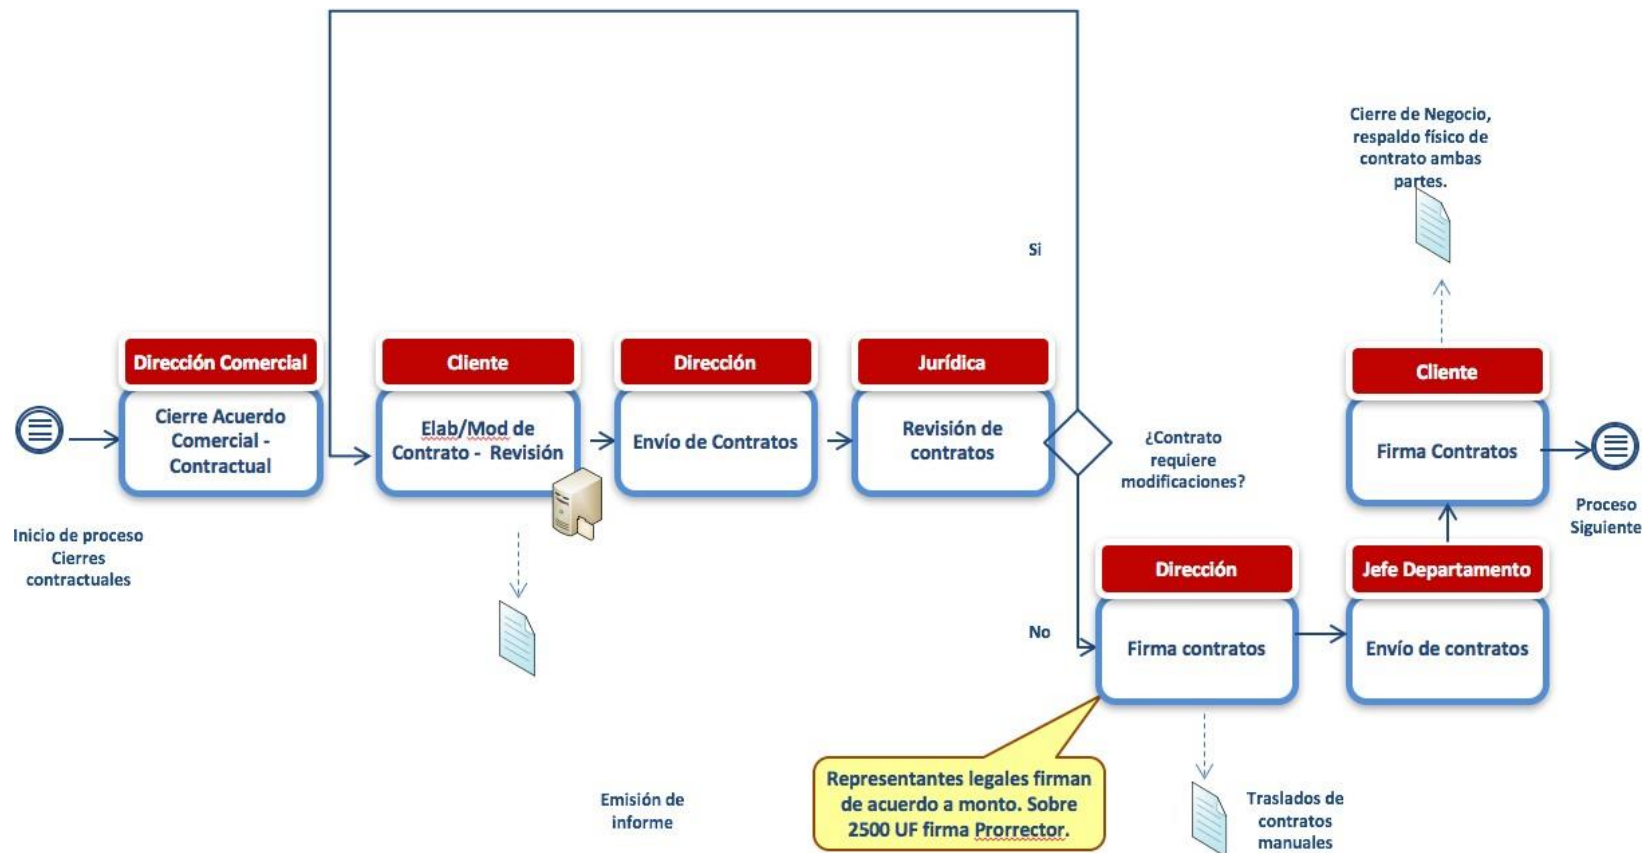 Cierre de Negocio,
respaldo físico de
contrato ambas
partes.
Si
Dirección Comercial
Cierre Acuerdo
Comercial -
Contractual
Cliente
Elab/Mod de
Contrato - Revisión
Dirección
Envío de Contratos
Jurídica
Revisión de
contratos
¿Contrato
requiere
modificaciones?
Cliente
Firma Contratos
Proceso
Siguiente
Inicio de proceso
Cierres
contractuales
No
Dirección
Firma contratos
Jefe Departamento
Envío de contratos
Representantes legales firman
de acuerdo a monto. Sobre
2500 UF firma Prorrector.
Emisión de
informe
Traslados de
contratos
manuales